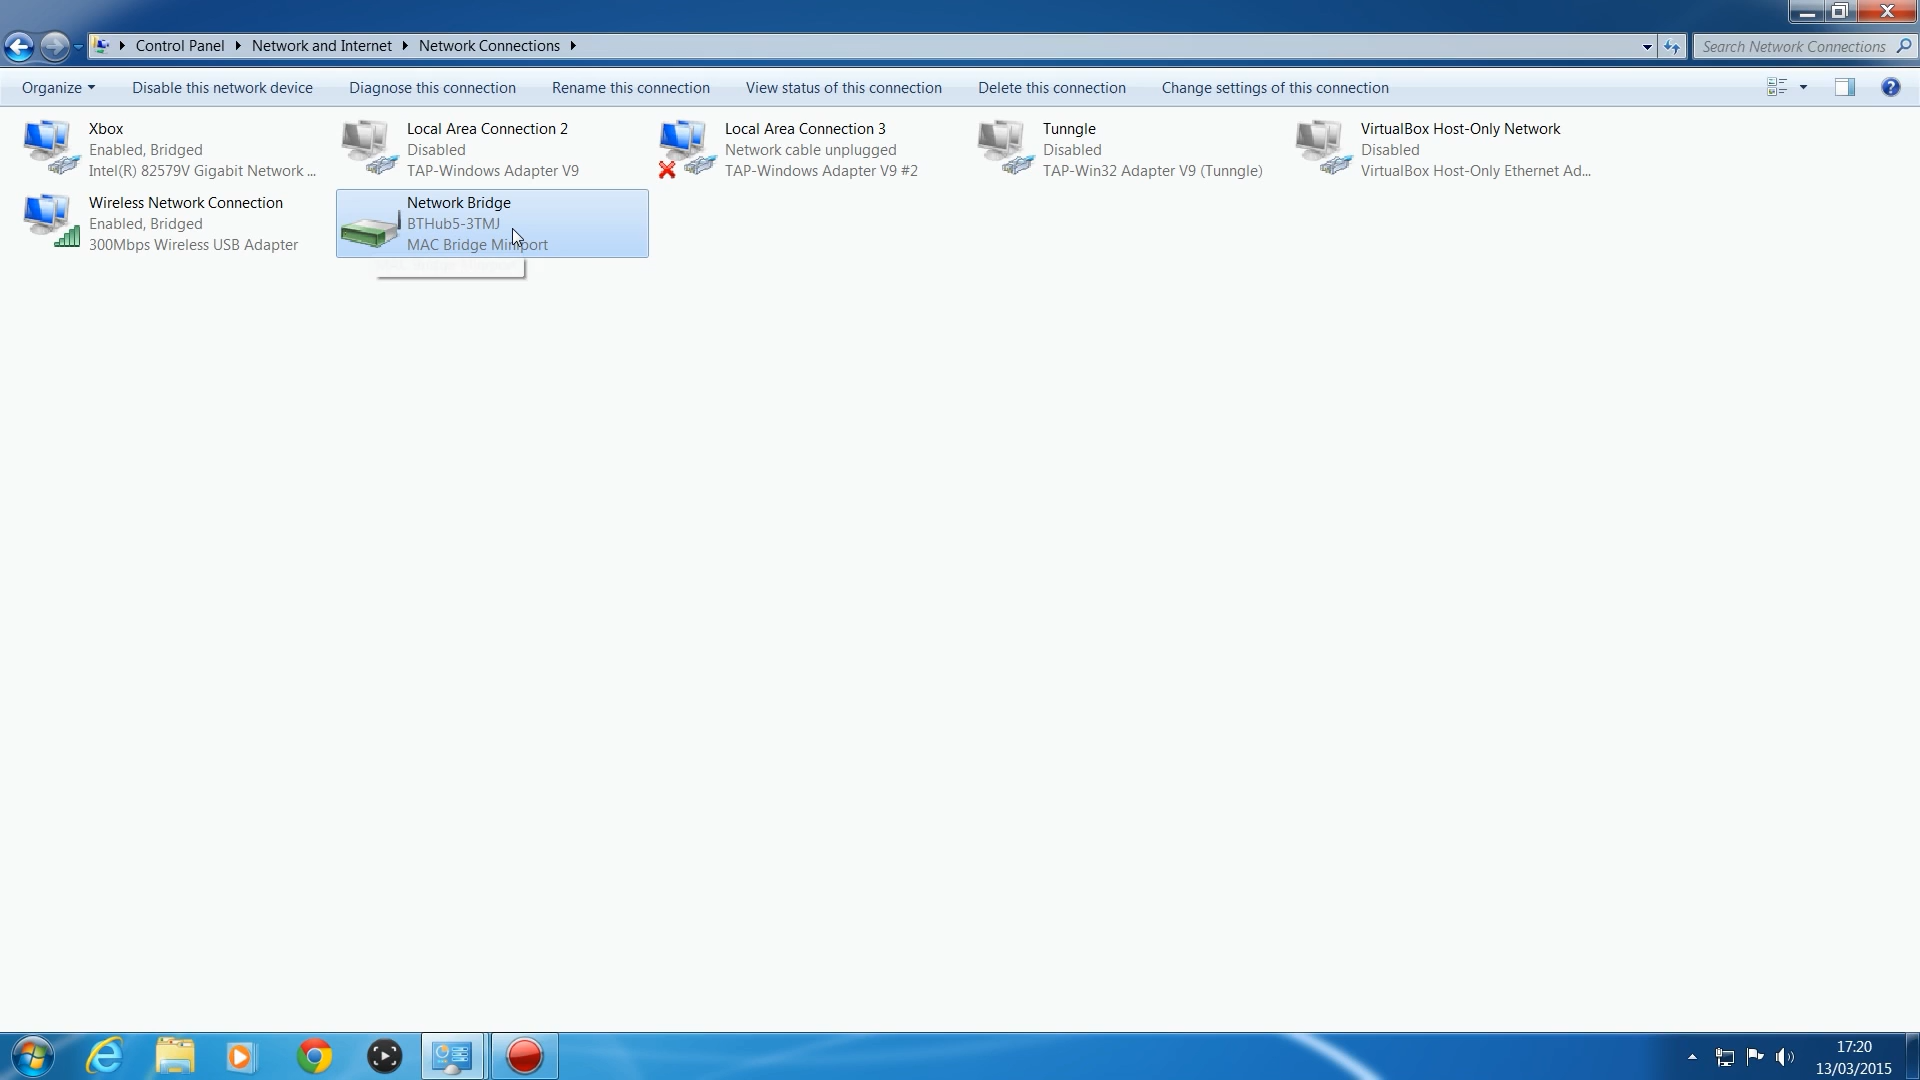 Control Panel
Network and Internet
Network Connections
Search Network Connections
Organize
Disable this network device
Diagnose this connection
Rename this connection
View status of this connection
Delete this connection
Change settings of this connection
Xbox
Enabled, Bridged
Intel(R) 82579V Gigabit Network ...
Local Area Connection 2
Disabled
TAP-Windows Adapter V9
Local Area Connection 3
Network cable unplugged
TAP-Windows Adapter V9 #2
Tunngle
Disabled
TAP-Win32 Adapter V9 (Tunngle)
VirtualBox Host-Only Network
Disabled
VirtualBox Host-Only Ethernet Ad...
Wireless Network Connection
Enabled, Bridged
300Mbps Wireless USB Adapter
Network Bridge
BTHub5-3TMJ
MAC Bridge Miniport
17:20
13/03/2015